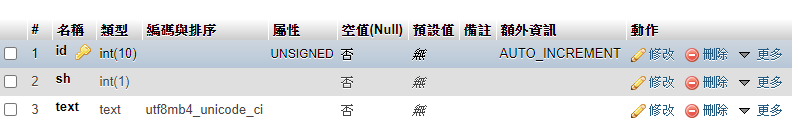 # 名稱 類型 編碼與排序 屬性 空值(Null) 預設值 備註 額外資訊 動作
1 id int(10) UNSIGNED 否 無 AUTO_INCREMENT 修改 刪除 更多
2 sh int(1) 否 無 修改 刪除 更多
3 text text utf8mb4_unicode_ci 否 無 修改 刪除 更多